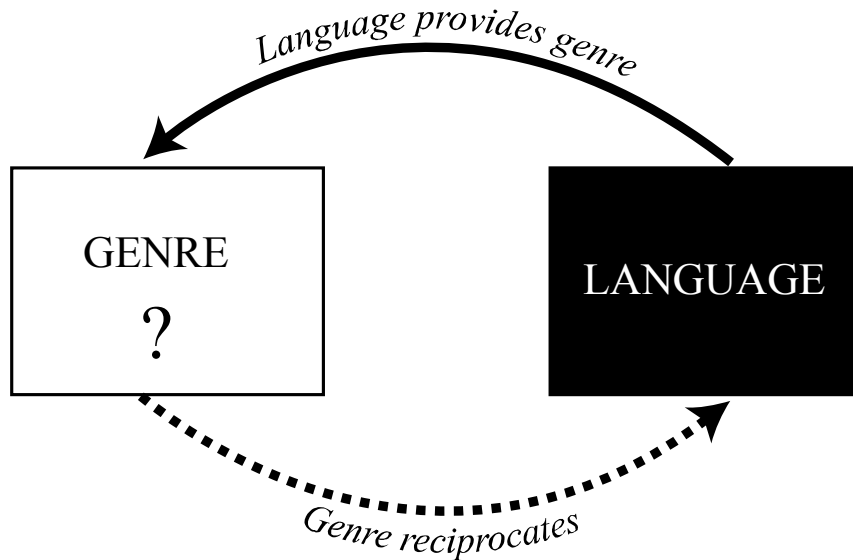 Language provides genre
GENRE
?
LANGUAGE
Genre reciprocates